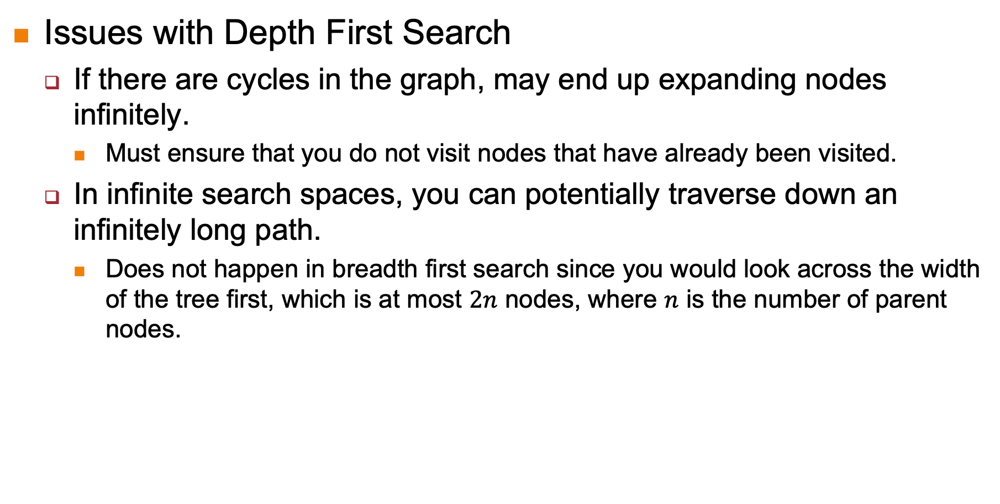 Issues with Depth First Search
If there are cycles in the graph, may end up expanding nodes
infinitely.
Must ensure that you do not visit nodes that have already been visited.
In infinite search spaces, you can potentially traverse down an
infinitely long path.
Does not happen in breadth first search since you would look across the width
of the tree first, which is at most 2n nodes, where n is the number of parent
nodes.